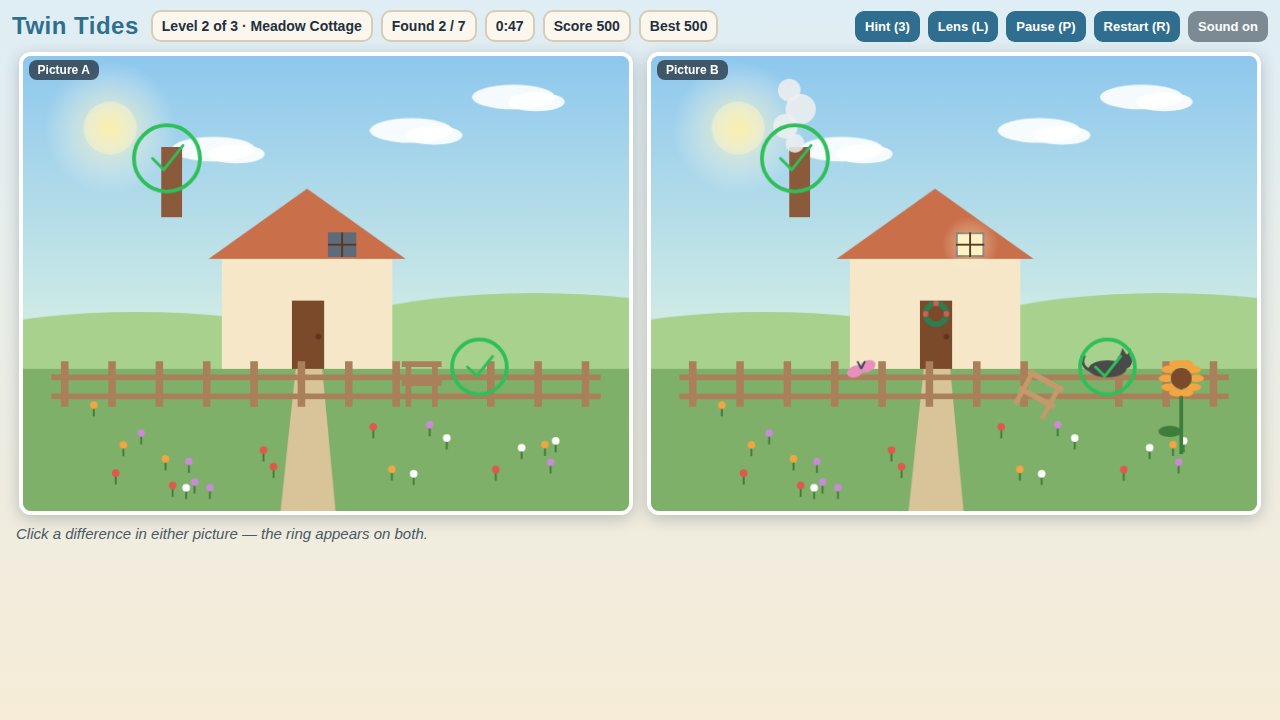 Twin Tides
Level 2 of 3 · Meadow Cottage
Found 2 / 7
0:47
Score 500
Best 500
Hint (3)
Lens (L)
Pause (P)
Restart (R)
Sound on
Picture A
Picture B
Click a difference in either picture — the ring appears on both.